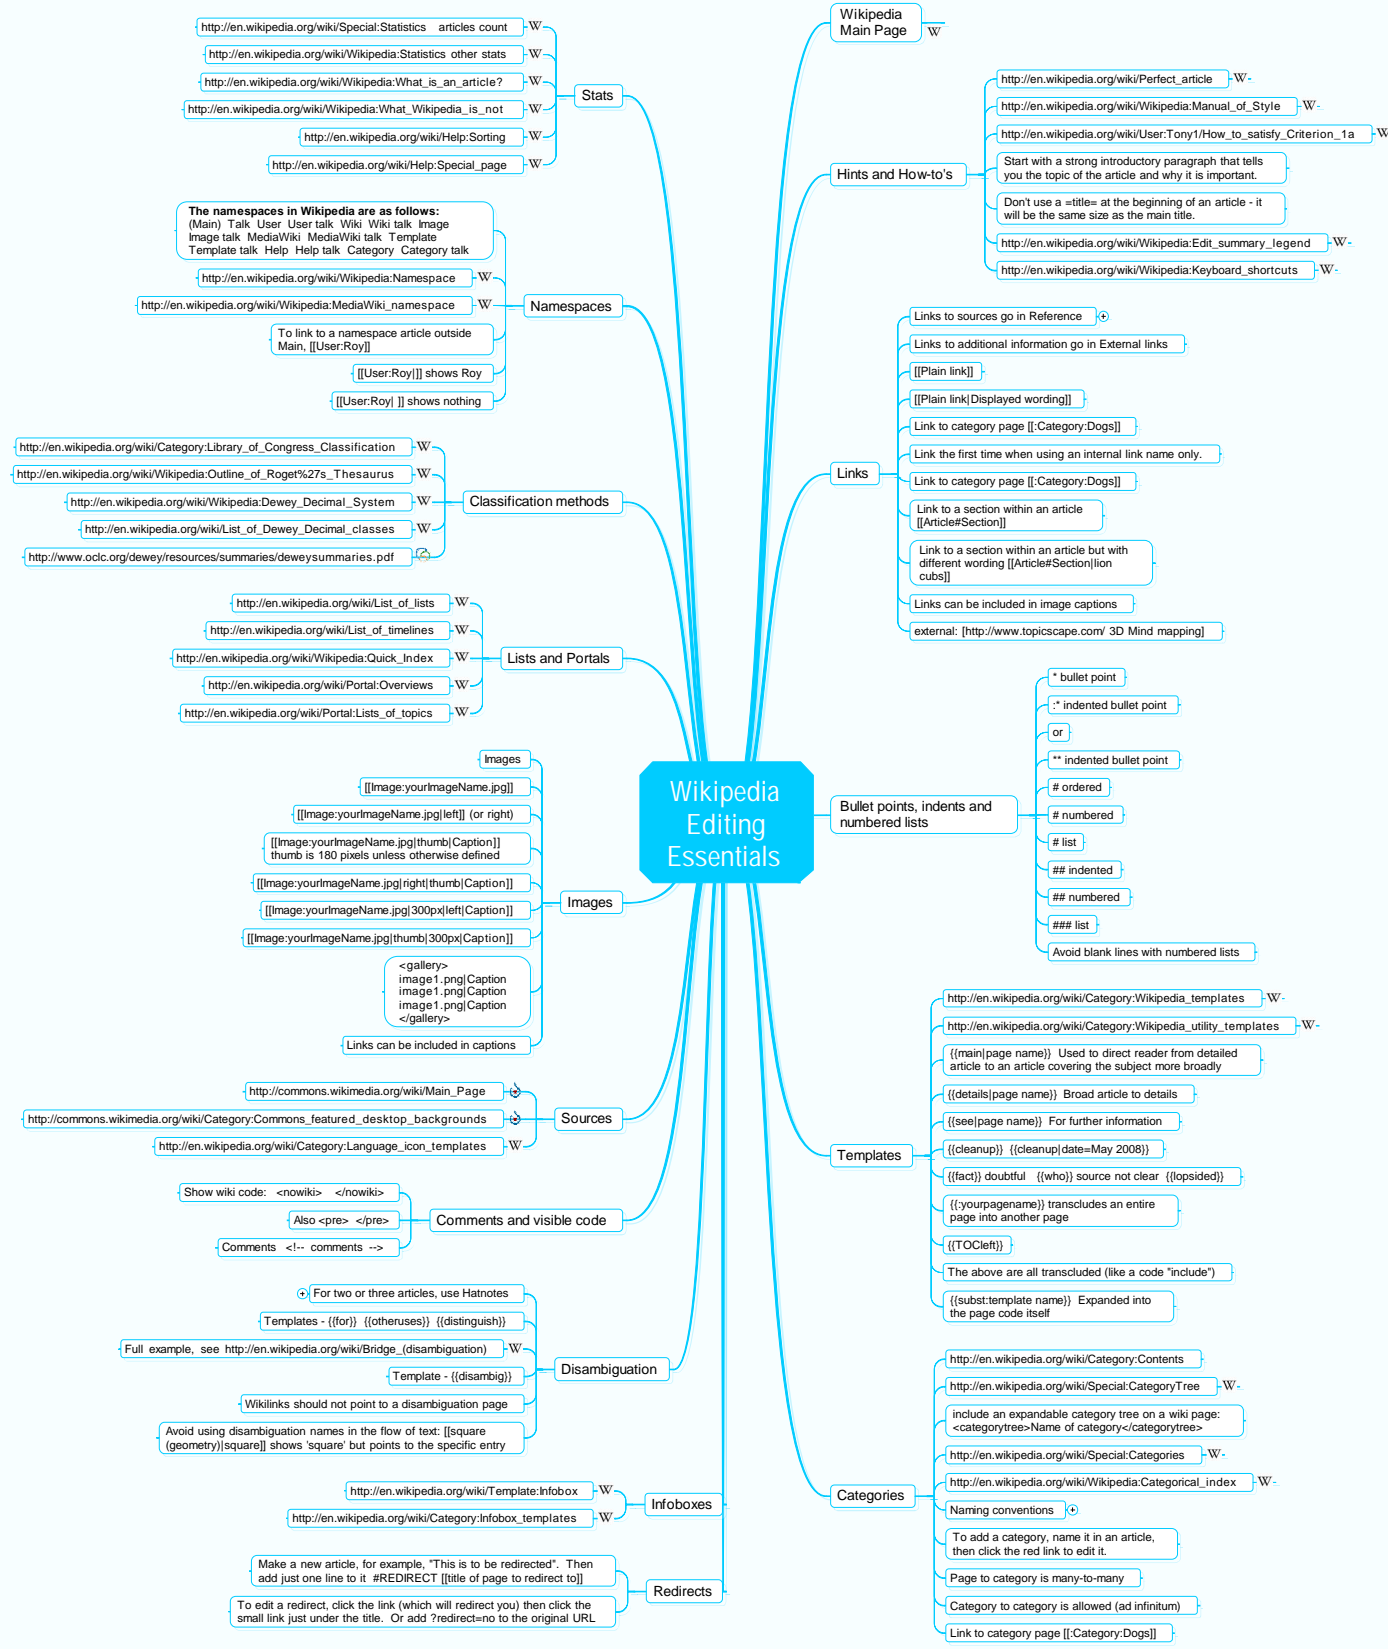 Wikipedia
Editing
Essentials
Wikipedia
Main Page
W
Hints and How-to's
http://en.wikipedia.org/wiki/Perfect_article W
http://en.wikipedia.org/wiki/Wikipedia:Manual_of_Style W
http://en.wikipedia.org/wiki/User:Tony1/How_to_satisfy_Criterion_1a W
Start with a strong introductory paragraph that tells
you the topic of the article and why it is important.
Don't use a =title= at the beginning of an article - it
will be the same size as the main title.
http://en.wikipedia.org/wiki/Wikipedia:Edit_summary_legend W
http://en.wikipedia.org/wiki/Wikipedia:Keyboard_shortcuts W
Links
Links to sources go in Reference
Links to additional information go in External links
[[Plain link]]
[[Plain link|Displayed wording]]
Link to category page [[:Category:Dogs]]
Link the first time when using an internal link name only.
Link to category page [[:Category:Dogs]]
Link to a section within an article
[[Article#Section]]
Link to a section within an article but with
different wording [[Article#Section|lion
cubs]]
Links can be included in image captions
external: [http://www.topicscape.com/ 3D Mind mapping]
Bullet points, indents and
numbered lists
* bullet point
:* indented bullet point
or
** indented bullet point
# ordered
# numbered
# list
## indented
## numbered
### list
Avoid blank lines with numbered lists
Templates
http://en.wikipedia.org/wiki/Category:Wikipedia_templates W
http://en.wikipedia.org/wiki/Category:Wikipedia_utility_templates W
{{main|page name}} Used to direct reader from detailed
article to an article covering the subject more broadly
{{details|page name}} Broad article to details
{{see|page name}} For further information
{{cleanup}} {{cleanup|date=May 2008}}
{{fact}} doubtful {{who}} source not clear {{lopsided}}
{{:yourpagename}} transcludes an entire
page into another page
{{TOCleft}}
The above are all transcluded (like a code "include")
{{subst:template name}} Expanded into
the page code itself
Categories
http://en.wikipedia.org/wiki/Category:Contents
http://en.wikipedia.org/wiki/Special:CategoryTree W
include an expandable category tree on a wiki page:
<categorytree>Name of category</categorytree>
http://en.wikipedia.org/wiki/Special:Categories W
http://en.wikipedia.org/wiki/Wikipedia:Categorical_index W
Naming conventions
To add a category, name it in an article,
then click the red link to edit it.
Page to category is many-to-many
Category to category is allowed (ad infinitum)
Link to category page [[:Category:Dogs]]
Stats
http://en.wikipedia.org/wiki/Special:Statistics articles count W
http://en.wikipedia.org/wiki/Wikipedia:Statistics other stats W
http://en.wikipedia.org/wiki/Wikipedia:What_is_an_article? W
http://en.wikipedia.org/wiki/Wikipedia:What_Wikipedia_is_not W
http://en.wikipedia.org/wiki/Help:Sorting W
http://en.wikipedia.org/wiki/Help:Special_page W
Namespaces
The namespaces in Wikipedia are as follows:
(Main) Talk User User talk Wiki Wiki talk Image
Image talk MediaWiki MediaWiki talk Template
Template talk Help Help talk Category Category talk
http://en.wikipedia.org/wiki/Wikipedia:Namespace W
http://en.wikipedia.org/wiki/Wikipedia:MediaWiki_namespace W
To link to a namespace article outside
Main, [[User:Roy]]
[[User:Roy|]] shows Roy
[[User:Roy| ]] shows nothing
Classification methods
http://en.wikipedia.org/wiki/Category:Library_of_Congress_Classification W
http://en.wikipedia.org/wiki/Wikipedia:Outline_of_Roget%27s_Thesaurus W
http://en.wikipedia.org/wiki/Wikipedia:Dewey_Decimal_System W
http://en.wikipedia.org/wiki/List_of_Dewey_Decimal_classes W
http://www.oclc.org/dewey/resources/summaries/deweysummaries.pdf
Lists and Portals
http://en.wikipedia.org/wiki/List_of_lists W
http://en.wikipedia.org/wiki/List_of_timelines W
http://en.wikipedia.org/wiki/Wikipedia:Quick_Index W
http://en.wikipedia.org/wiki/Portal:Overviews W
http://en.wikipedia.org/wiki/Portal:Lists_of_topics W
Images
Images
[[Image:yourImageName.jpg]]
[[Image:yourImageName.jpg|left]] (or right)
[[Image:yourImageName.jpg|thumb|Caption]]
thumb is 180 pixels unless otherwise defined
[[Image:yourImageName.jpg|right|thumb|Caption]]
[[Image:yourImageName.jpg|300px|left|Caption]]
[[Image:yourImageName.jpg|thumb|300px|Caption]]
<gallery>
image1.png|Caption
image1.png|Caption
image1.png|Caption
</gallery>
Links can be included in captions
Sources
http://commons.wikimedia.org/wiki/Main_Page
http://commons.wikimedia.org/wiki/Category:Commons_featured_desktop_backgrounds
http://en.wikipedia.org/wiki/Category:Language_icon_templates W
Comments and visible code
Show wiki code: <nowiki> </nowiki>
Also <pre> </pre>
Comments <!-- comments -->
Disambiguation
For two or three articles, use Hatnotes
Templates - {{for}} {{otheruses}} {{distinguish}}
Full example, see http://en.wikipedia.org/wiki/Bridge_(disambiguation) W
Template - {{disambig}}
Wikilinks should not point to a disambiguation page
Avoid using disambiguation names in the flow of text: [[square
(geometry)|square]] shows 'square' but points to the specific entry
Infoboxes
http://en.wikipedia.org/wiki/Template:Infobox W
http://en.wikipedia.org/wiki/Category:Infobox_templates W
Redirects
Make a new article, for example, "This is to be redirected". Then
add just one line to it #REDIRECT [[title of page to redirect to]]
To edit a redirect, click the link (which will redirect you) then click the
small link just under the title. Or add ?redirect=no to the original URL